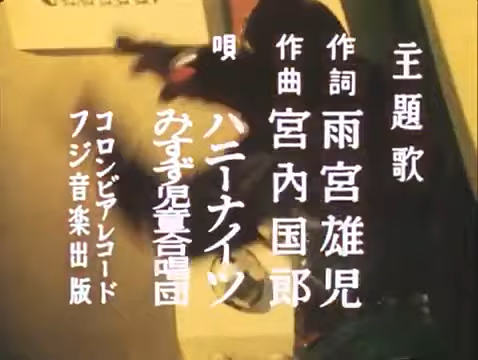 主題歌
作詞 雨宮雄児
作曲 宮内国郎
唄 ハニーナイツ
みすず児童合唱団
コロンビアレコード
フジ音楽出版